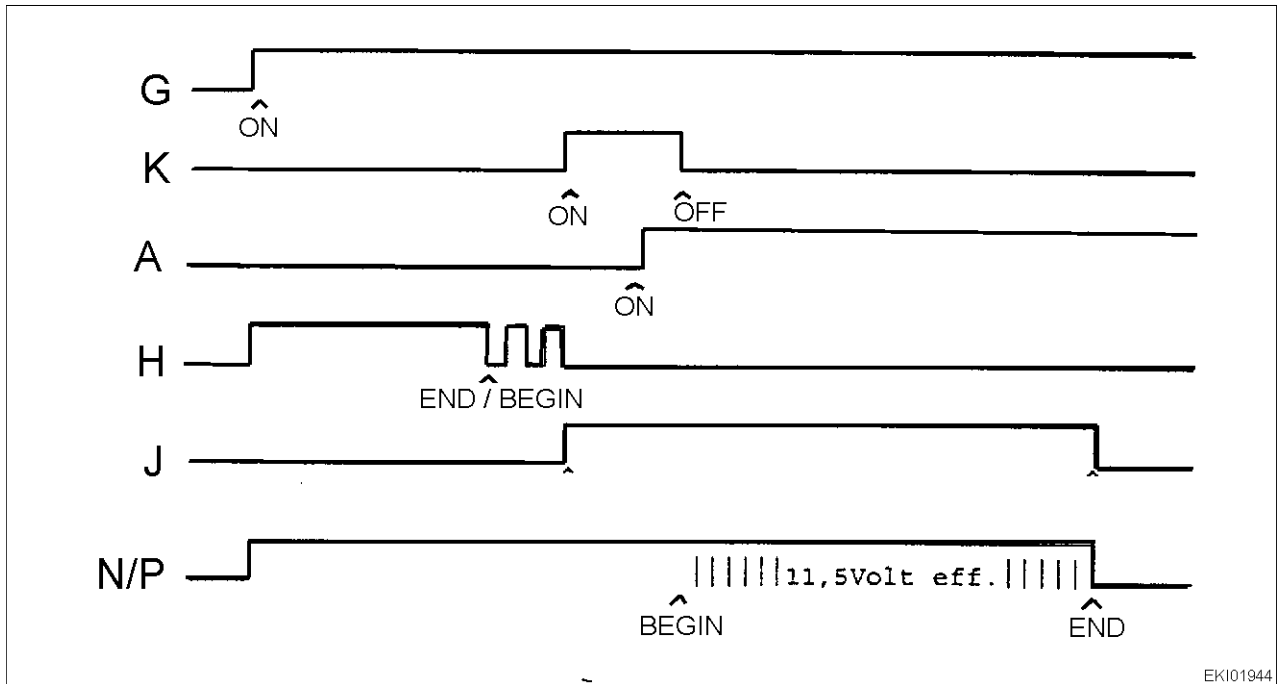 G
ON
K
ON
OFF
A
ON
H
END / BEGIN
J
N/P
11,5Volt eff.
BEGIN
END
EKI01944